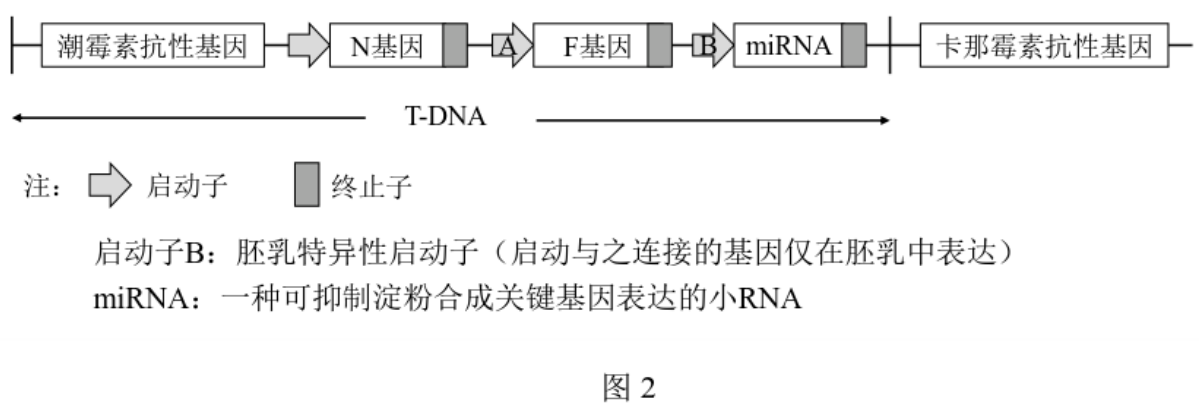 潮霉素抗性基因 N基因 A F基因 B miRNA 卡那霉素抗性基因
T-DNA
注： 启动子 终止子
启动子B：胚乳特异性启动子（启动与之连接的基因仅在胚乳中表达）
miRNA：一种可抑制淀粉合成关键基因表达的小RNA
图 2